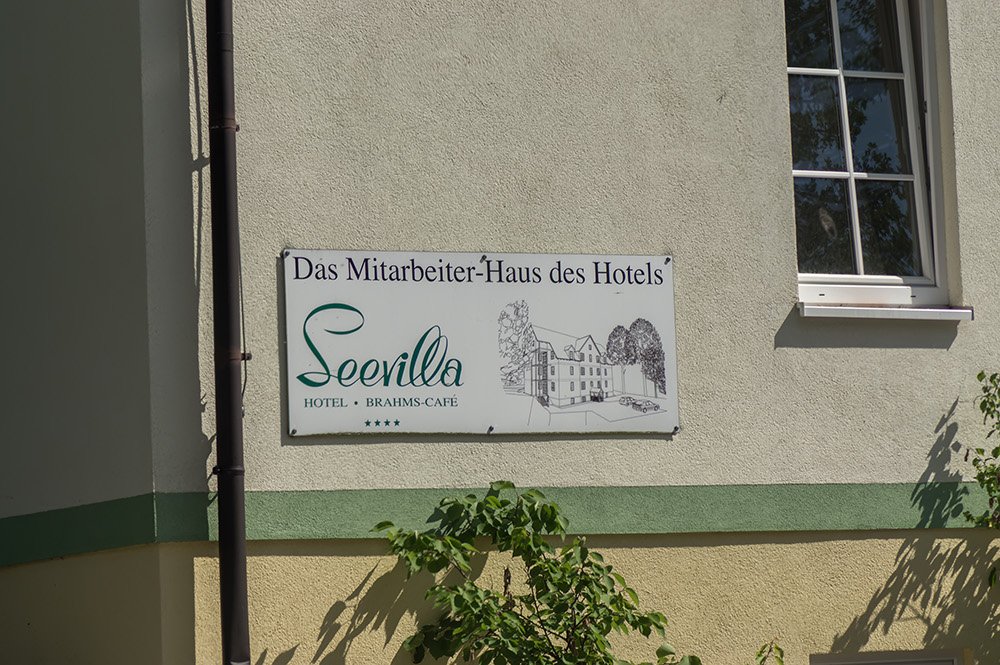 Das Mitarbeiter-Haus des Hotels
Seevilla
HOTEL • BRAHMS-CAFÉ
★★★★